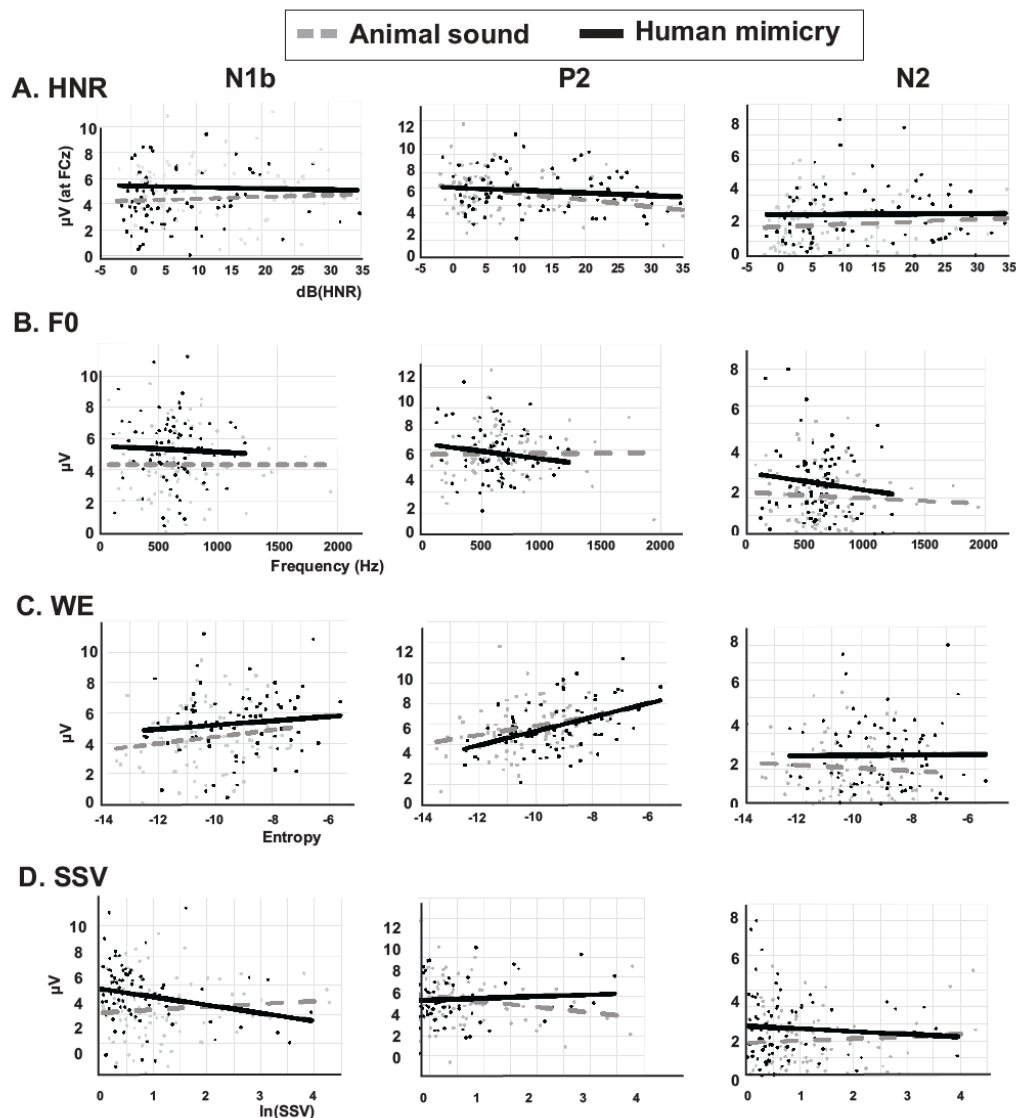 Animal sound Human mimicry
N1b P2 N2
A. HNR
µV (at FCz)
10
8
6
4
2
0
-5 0 5 10 15 20 25 30 35
dB(HNR)
12
10
8
6
4
2
0
-5 0 5 10 15 20 25 30 35
8
6
4
2
0
-5 0 5 10 15 20 25 30 35
B. F0
µV
10
8
6
4
2
0
0 500 1000 1500 2000
Frequency (Hz)
12
10
8
6
4
2
0
0 500 1000 1500 2000
8
6
4
2
0
0 500 1000 1500 2000
C. WE
µV
10
8
6
4
2
0
-14 -12 -10 -8 -6
Entropy
12
10
8
6
4
2
0
-14 -12 -10 -8 -6
8
6
4
2
0
-14 -12 -10 -8 -6
D. SSV
µV
10
8
6
4
2
0
0 1 2 3 4
ln(SSV)
12
10
8
6
4
2
0
0 1 2 3 4
8
6
4
2
0
0 1 2 3 4